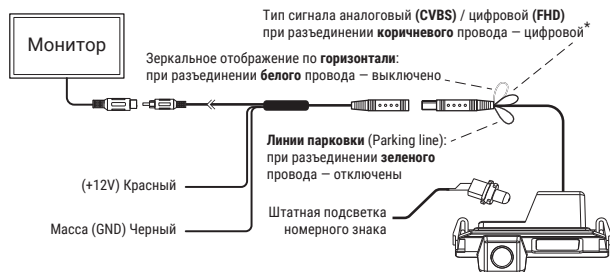 Монитор
Тип сигнала аналоговый (CVBS) / цифровой (FHD)
при разъединении коричневого провода — цифровой*
Зеркальное отображение по горизонтали:
при разъединении белого провода — выключено
Линии парковки (Parking line):
при разъединении зеленого
провода — отключены
(+12V) Красный
Масса (GND) Черный
Штатная подсветка
номерного знака